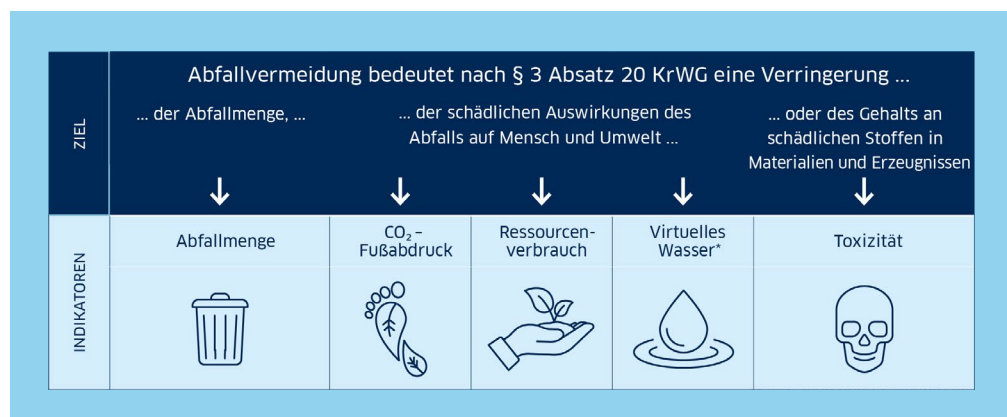 ZIEL
Abfallvermeidung bedeutet nach § 3 Absatz 20 KrWG eine Verringerung ...
... der Abfallmenge, ...
... der schädlichen Auswirkungen des
Abfalls auf Mensch und Umwelt ...
... oder des Gehalts an
schädlichen Stoffen in
Materialien und Erzeugnissen
INDIKATOREN
Abfallmenge
CO₂ –
Fußabdruck
Ressourcen-
verbrauch
Virtuelles
Wasser*
Toxizität